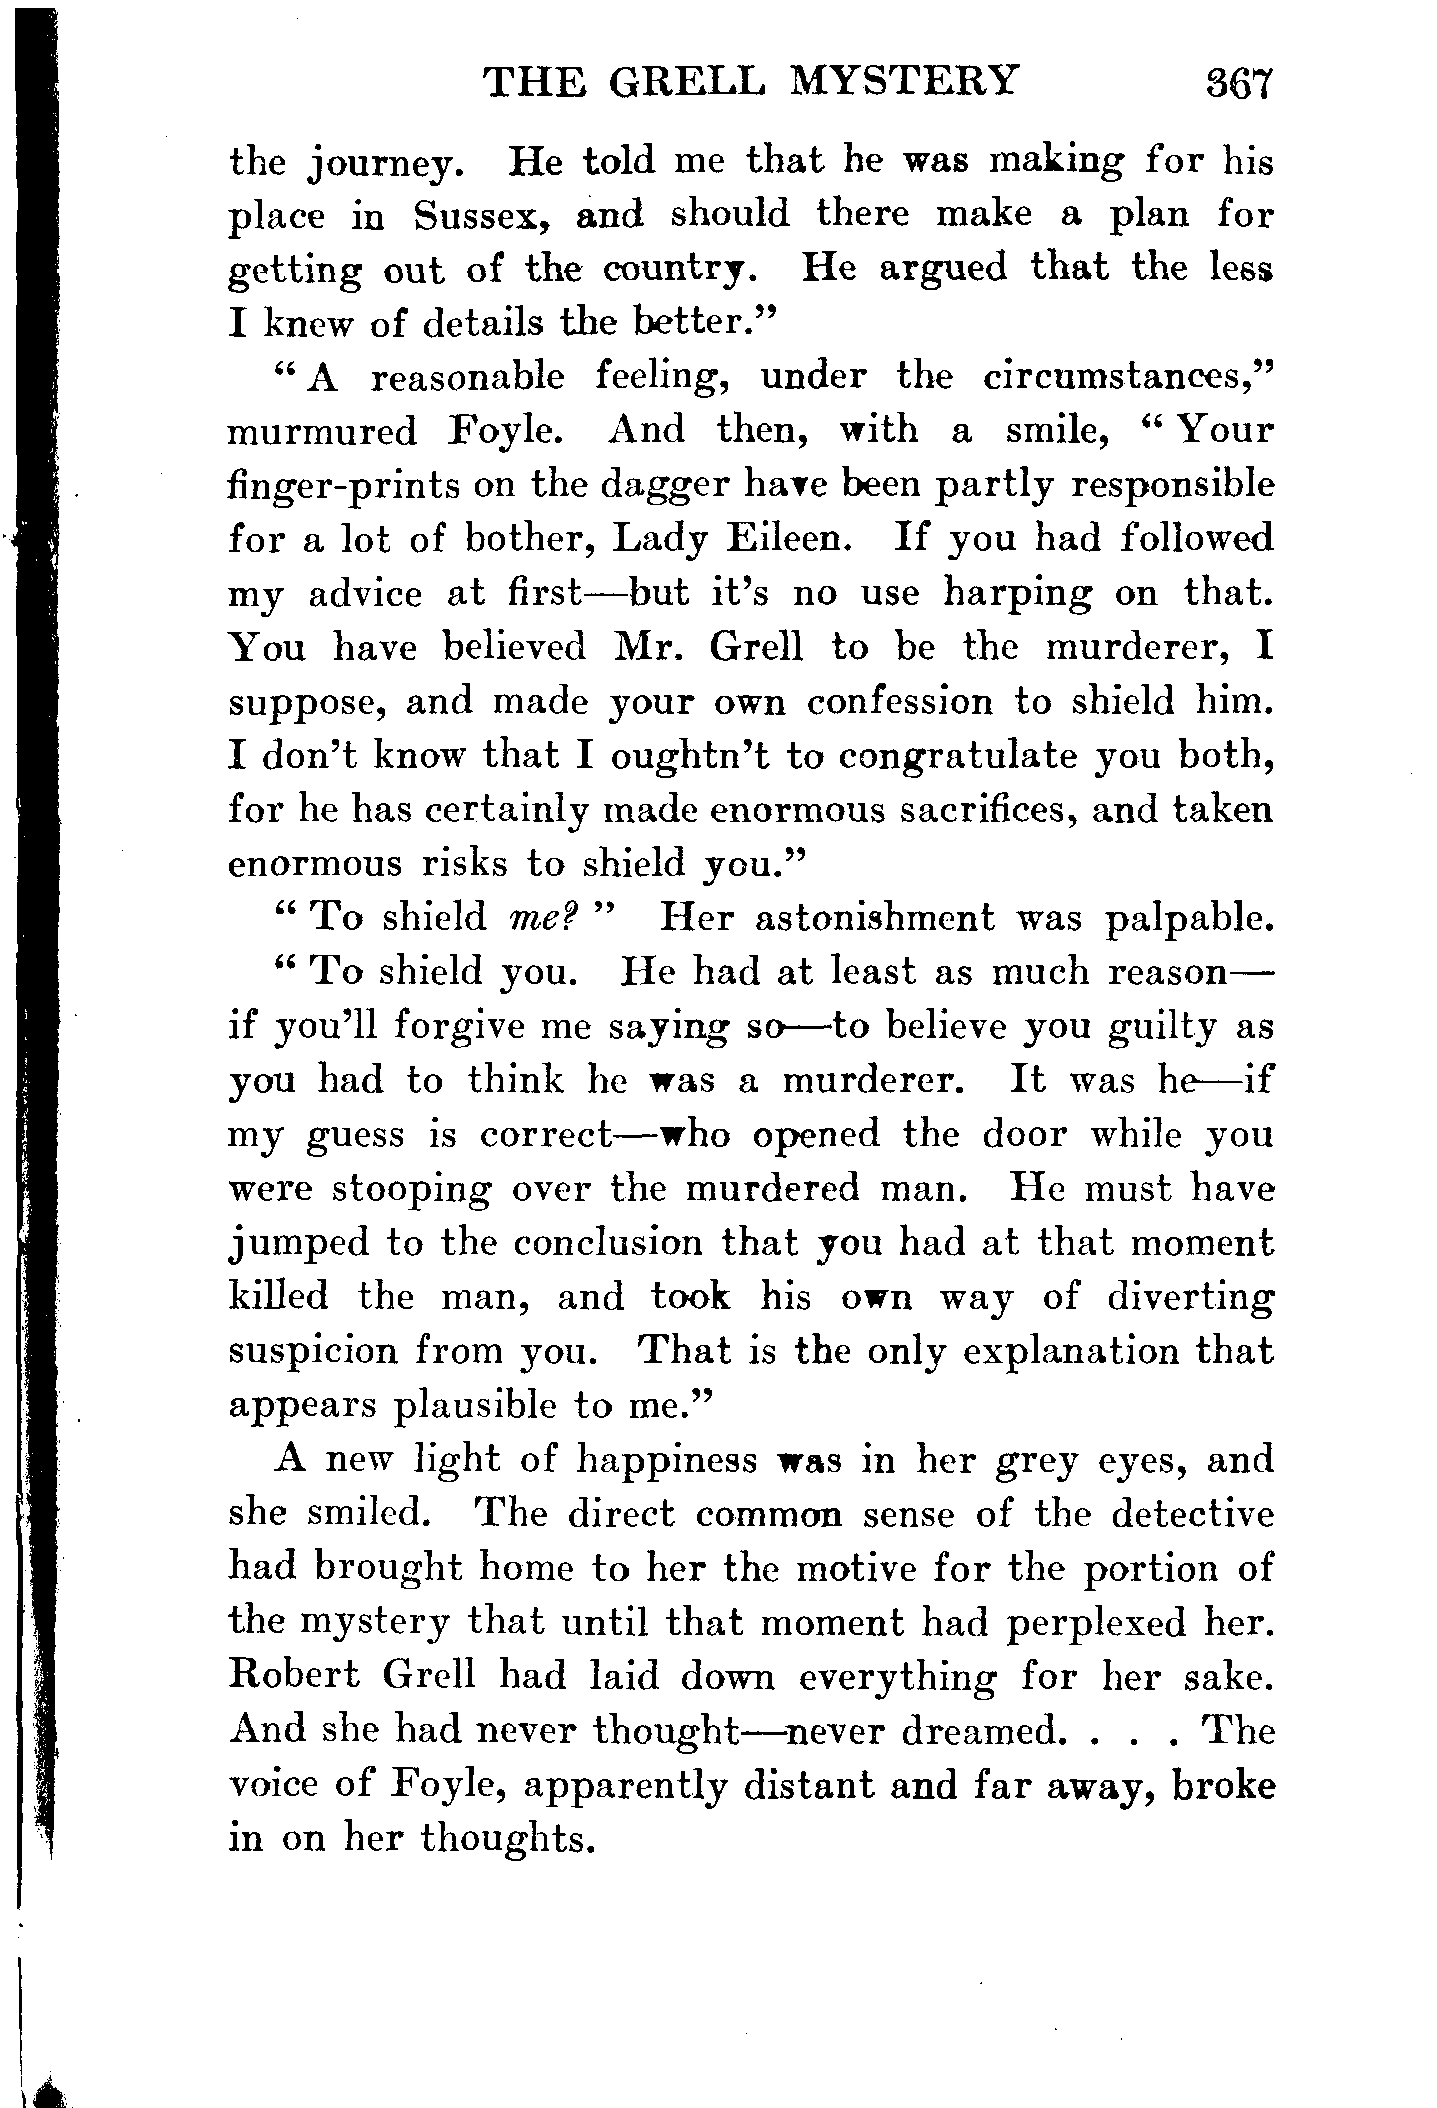 THE GRELL MYSTERY 367
the journey. He told me that he was making for his
place in Sussex, and should there make a plan for
getting out of the country. He argued that the less
I knew of details the better.”
“ A reasonable feeling, under the circumstances,”
murmured Foyle. And then, with a smile, “ Your
finger-prints on the dagger have been partly responsible
for a lot of bother, Lady Eileen. If you had followed
my advice at first—but it’s no use harping on that.
You have believed Mr. Grell to be the murderer, I
suppose, and made your own confession to shield him.
I don’t know that I oughtn’t to congratulate you both,
for he has certainly made enormous sacrifices, and taken
enormous risks to shield you.”
“ To shield me? ” Her astonishment was palpable.
“ To shield you. He had at least as much reason—
if you’ll forgive me saying so—to believe you guilty as
you had to think he was a murderer. It was he—if
my guess is correct—who opened the door while you
were stooping over the murdered man. He must have
jumped to the conclusion that you had at that moment
killed the man, and took his own way of diverting
suspicion from you. That is the only explanation that
appears plausible to me.”
A new light of happiness was in her grey eyes, and
she smiled. The direct common sense of the detective
had brought home to her the motive for the portion of
the mystery that until that moment had perplexed her.
Robert Grell had laid down everything for her sake.
And she had never thought—never dreamed. . . . The
voice of Foyle, apparently distant and far away, broke
in on her thoughts.